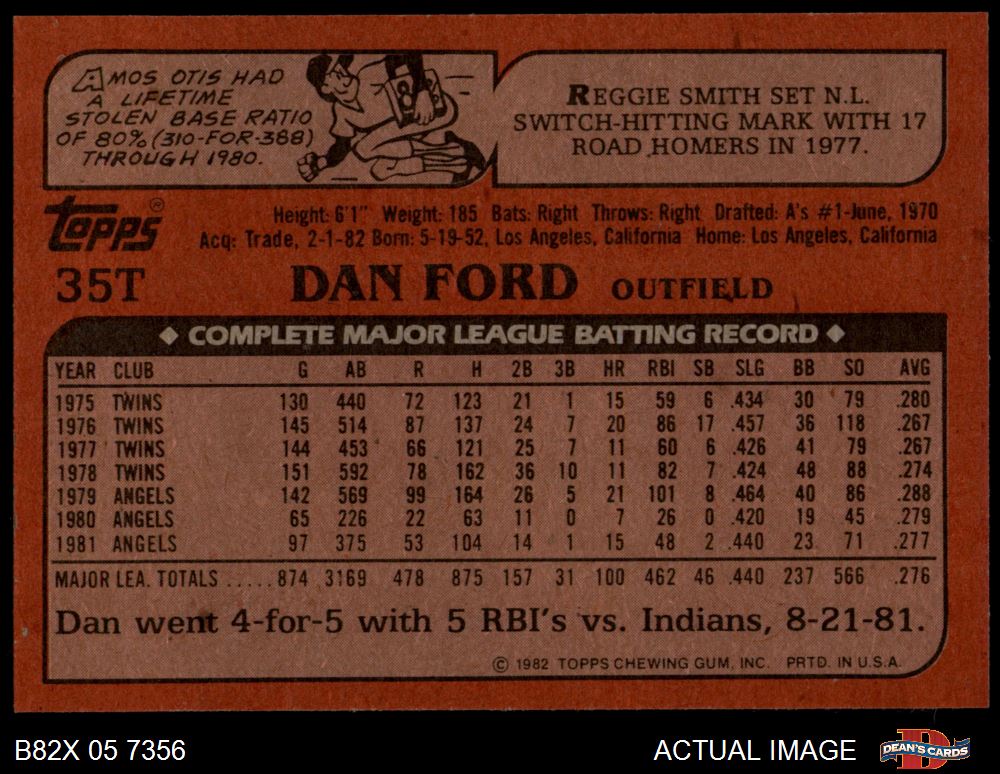 AMOS OTIS HAD
A LIFETIME
STOLEN BASE RATIO
OF 80% (310-FOR-388)
THROUGH 1980.
REGGIE SMITH SET N.L.
SWITCH-HITTING MARK WITH 17
ROAD HOMERS IN 1977.
Topps®
Height: 6'1" Weight: 185 Bats: Right Throws: Right Drafted: A's #1-June, 1970
Acq: Trade, 2-1-82 Born: 5-19-52, Los Angeles, California Home: Los Angeles, California
35T DAN FORD OUTFIELD
◆ COMPLETE MAJOR LEAGUE BATTING RECORD ◆
YEAR CLUB G AB R H 2B 3B HR RBI SB SLG BB SO AVG
1975 TWINS 130 440 72 123 21 1 15 59 6 .434 30 79 .280
1976 TWINS 145 514 87 137 24 7 20 86 17 .457 36 118 .267
1977 TWINS 144 453 66 121 25 7 11 60 6 .426 41 79 .267
1978 TWINS 151 592 78 162 36 10 11 82 7 .424 48 88 .274
1979 ANGELS 142 569 99 164 26 5 21 101 8 .464 40 86 .288
1980 ANGELS 65 226 22 63 11 0 7 26 0 .420 19 45 .279
1981 ANGELS 97 375 53 104 14 1 15 48 2 .440 23 71 .277
MAJOR LEA. TOTALS .....874 3169 478 875 157 31 100 462 46 .440 237 566 .276
Dan went 4-for-5 with 5 RBI's vs. Indians, 8-21-81.
© 1982 TOPPS CHEWING GUM, INC. PRTD. IN U.S.A.
B82X 05 7356
ACTUAL IMAGE
DEAN'S CARDS